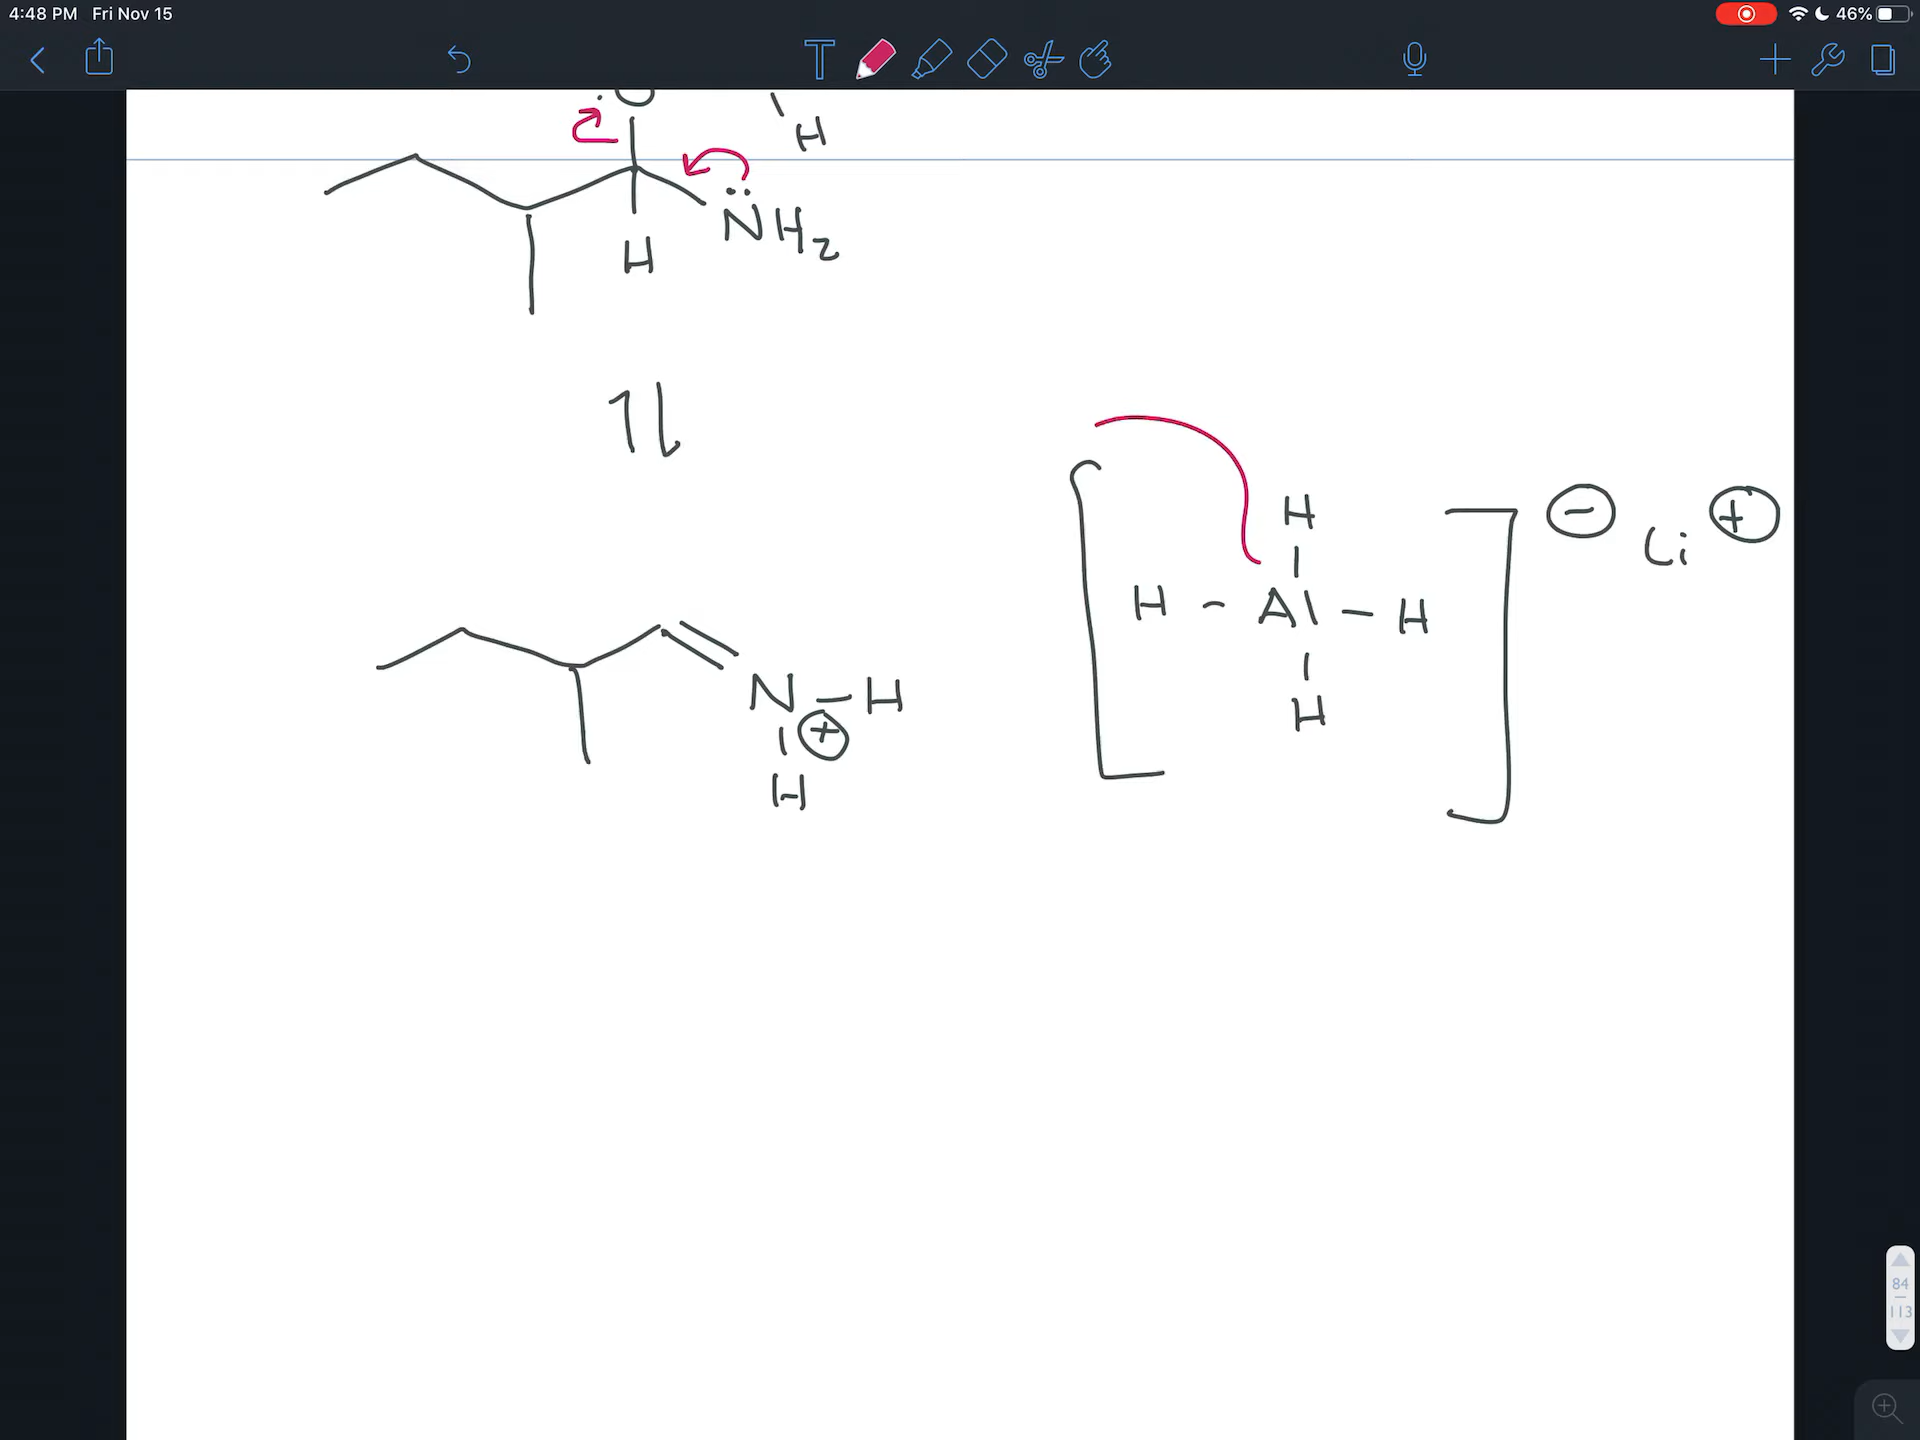 4:48 PM Fri Nov 15
46%
T
O
H
NH2
H
H
H - Al - H
H
- Li +
N - H
+
H
84
113